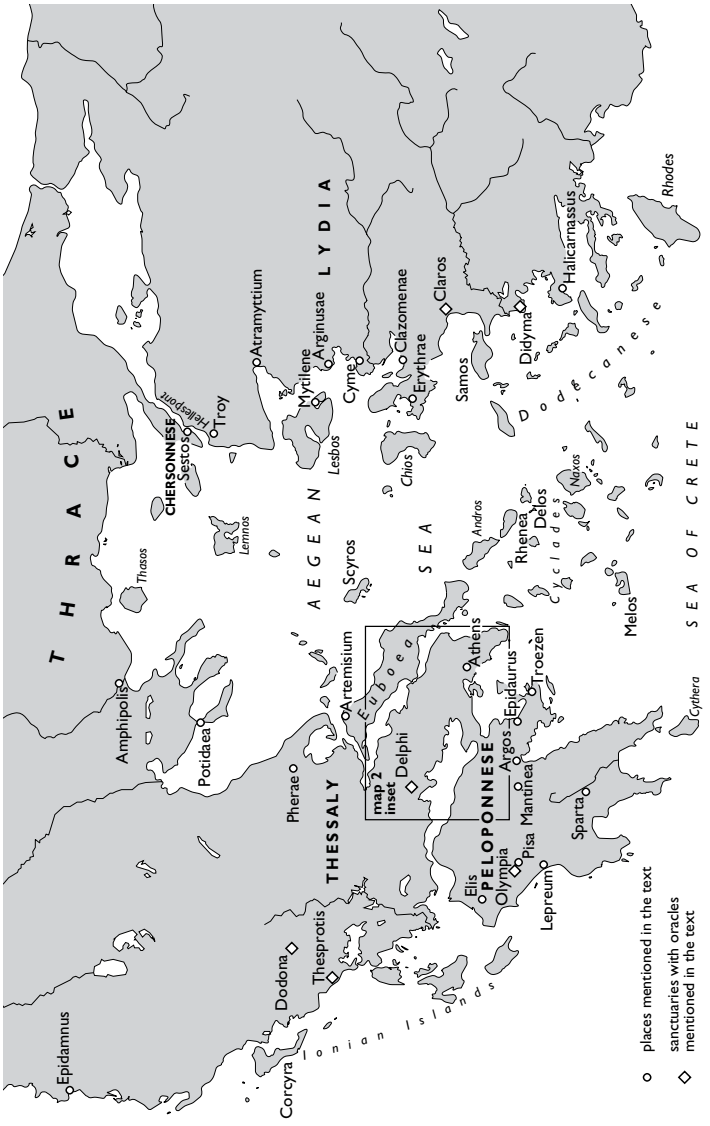 THRACE
Epidamnus
Amphipolis
Potidaea
Thasos
CHERSONNESE
Sestos
Hellespont
Troy
Lemnos
Atramyttium
Corcyra
Dodona
Thesprotis
Ionian Islands
Pherae
THESSALY
Artemisium
AEGEAN
SEA
Scyros
Mytilene
Lesbos
Arginusae
LYDIA
Cyme
map 2
inset
Delphi
Euboea
Chios
Clazomenae
Erythrae
Claros
Elis
Olympia
Pisa
PELOPONNESE
Mantinea
Argos
Epidaurus
Troezen
Athens
Andros
Rhenea
Delos
Cyclades
Naxos
Samos
Didyma
Halicarnassus
Dodecanese
Rhodes
Lepreum
Sparta
Melos
Cythera
SEA OF CRETE
places mentioned in the text
sanctuaries with oracles
mentioned in the text